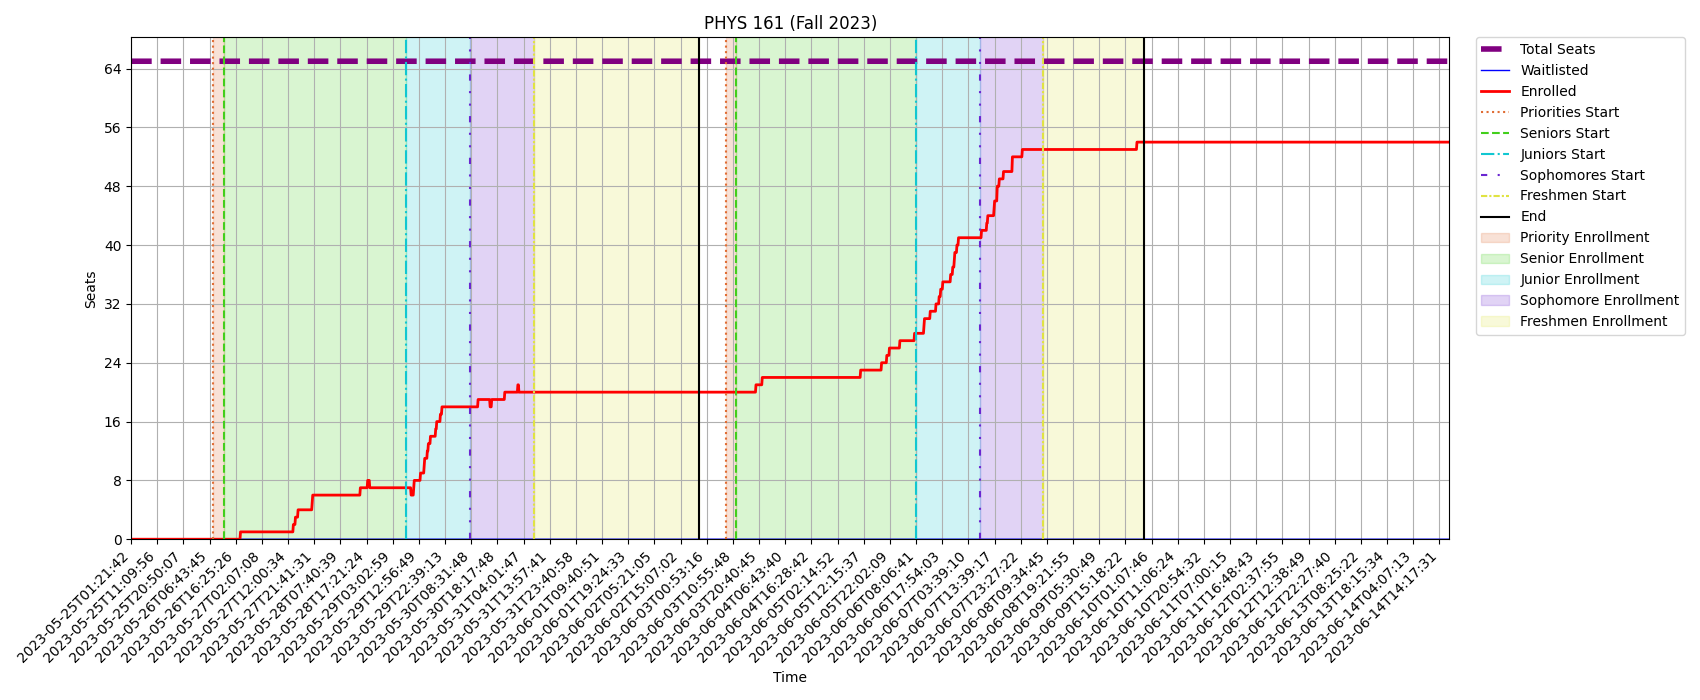 PHYS 161 (Fall 2023)
Seats
64
56
48
40
32
24
16
8
0
2023-05-25T01:21:42
2023-05-25T11:09:56
2023-05-25T20:50:07
2023-05-26T06:43:45
2023-05-26T16:25:26
2023-05-27T02:07:08
2023-05-27T12:00:34
2023-05-27T21:41:31
2023-05-28T07:40:39
2023-05-28T17:21:24
2023-05-29T03:02:59
2023-05-29T12:56:49
2023-05-29T22:39:13
2023-05-30T08:31:48
2023-05-30T18:17:48
2023-05-31T04:01:47
2023-05-31T13:57:41
2023-05-31T23:40:58
2023-06-01T09:40:51
2023-06-01T19:24:33
2023-06-02T05:21:05
2023-06-02T15:07:02
2023-06-03T00:53:16
2023-06-03T10:55:48
2023-06-03T20:40:45
2023-06-04T06:43:40
2023-06-04T16:28:42
2023-06-05T02:14:52
2023-06-05T12:15:37
2023-06-05T22:02:09
2023-06-06T08:06:41
2023-06-06T17:54:03
2023-06-07T03:39:10
2023-06-07T13:39:17
2023-06-07T23:27:22
2023-06-08T09:34:45
2023-06-08T19:21:55
2023-06-09T05:30:49
2023-06-09T15:18:22
2023-06-10T01:07:46
2023-06-10T11:06:24
2023-06-10T20:54:32
2023-06-11T07:00:15
2023-06-11T16:48:43
2023-06-12T02:37:55
2023-06-12T12:38:49
2023-06-12T22:27:40
2023-06-13T08:25:22
2023-06-13T18:15:34
2023-06-14T04:07:13
2023-06-14T14:17:31
Time
Total Seats
Waitlisted
Enrolled
Priorities Start
Seniors Start
Juniors Start
Sophomores Start
Freshmen Start
End
Priority Enrollment
Senior Enrollment
Junior Enrollment
Sophomore Enrollment
Freshmen Enrollment